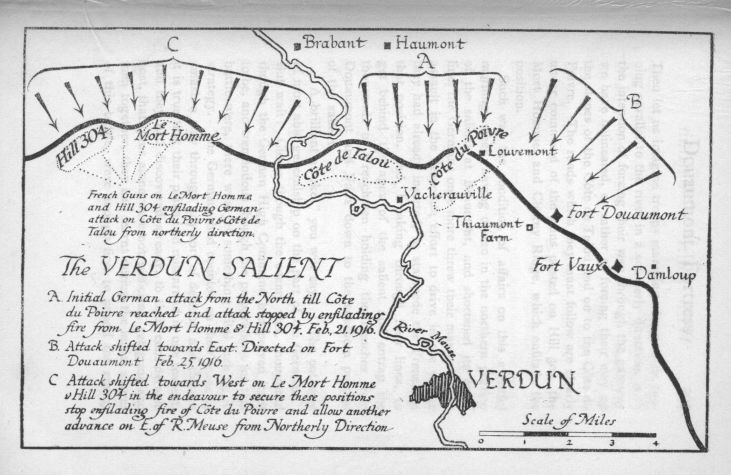 C
Brabant
Haumont
A
B
Hill 304
Le
Mort Homme
Côte de Talou
Côte du Poivre
Louvemont
Vacherauville
French Guns on Le Mort Homme
and Hill 304 enfilading German
attack on Côte du Poivre & Côte de
Talou from northerly direction.
Thiaumont
Farm
Fort Douaumont
Fort Vaux
Damloup
The VERDUN SALIENT
A Initial German attack from the North till Côte
du Poivre reached and attack stopped by enfilading
fire from Le Mort Homme & Hill 304. Feb. 21. 1916.
B Attack shifted towards East. Directed on Fort
Douaumont Feb. 25. 1916.
C Attack shifted towards West on Le Mort Homme
& Hill 304 in the endeavour to secure these positions
stop enfilading fire of Côte du Poivre and allow another
advance on E. of R. Meuse from Northerly Direction
River Meuse
VERDUN
Scale of Miles
0 1 2 3 4